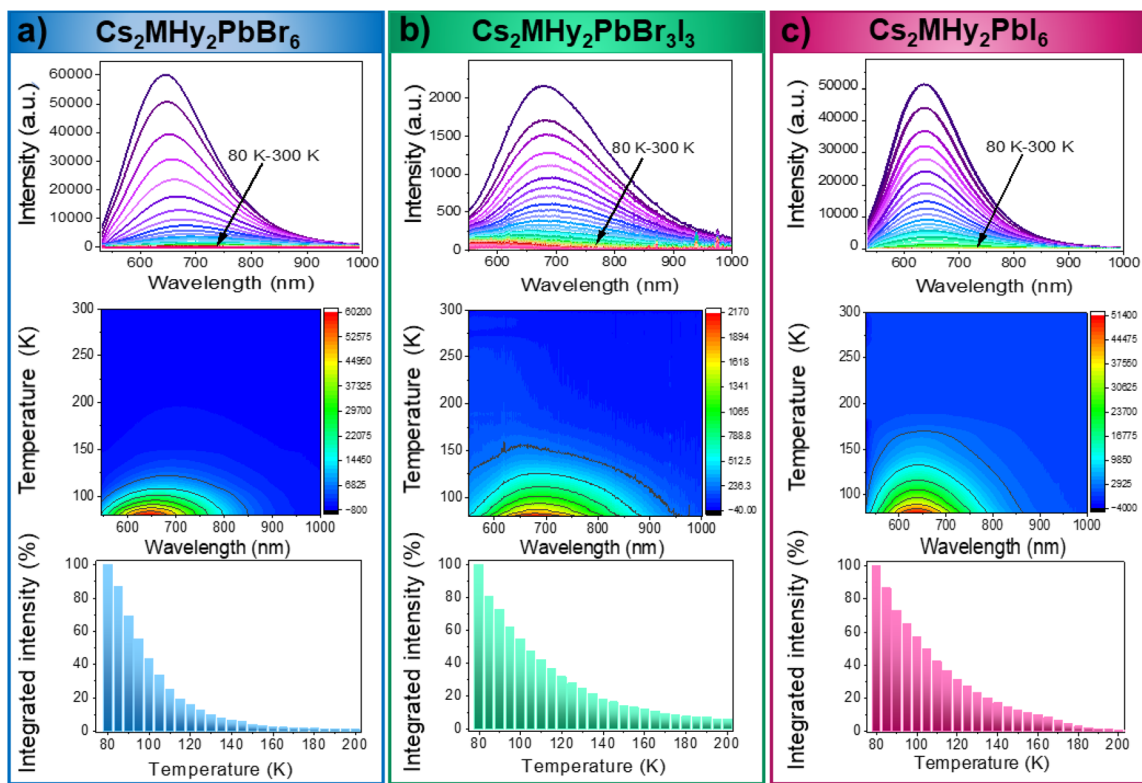 a) Cs2MHy2PbBr6
Intensity (a.u.)
60000
50000
40000
30000
20000
10000
0
80 K-300 K
600 700 800 900 1000
Wavelength (nm)
Temperature (K)
300
250
200
150
100
600 700 800 900 1000
Wavelength (nm)
60200
52575
44960
37325
29700
22075
14450
6825
-800
Integrated intensity (%)
100
80
60
40
20
0
80 100 120 140 160 180 200
Temperature (K)
b) Cs2MHy2PbBr3I3
Intensity (a.u.)
2000
1500
1000
500
0
80 K-300 K
600 700 800 900 1000
Wavelength (nm)
Temperature (K)
300
250
200
150
100
600 700 800 900 1000
Wavelength (nm)
2170
1894
1618
1341
1065
788.8
512.5
236.3
-40.00
Integrated intensity (%)
100
80
60
40
20
0
80 100 120 140 160 180 200
Temperature (K)
c) Cs2MHy2PbI6
Intensity (a.u.)
50000
40000
30000
20000
10000
0
80 K-300 K
600 700 800 900 1000
Wavelength (nm)
Temperature (K)
300
250
200
150
100
600 700 800 900 1000
Wavelength (nm)
51400
44475
37550
30625
23700
16775
9850
2925
-4000
Integrated intensity (%)
100
80
60
40
20
0
80 100 120 140 160 180 200
Temperature (K)